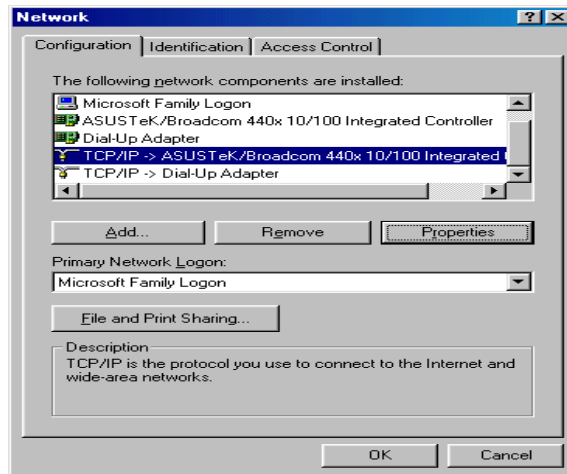 Network
Configuration Identification Access Control
The following network components are installed:
Microsoft Family Logon
ASUSTeK/Broadcom 440x 10/100 Integrated Controller
Dial-Up Adapter
TCP/IP -> ASUSTeK/Broadcom 440x 10/100 Integrated
TCP/IP -> Dial-Up Adapter
Add... Remove Properties
Primary Network Logon:
Microsoft Family Logon
File and Print Sharing...
Description
TCP/IP is the protocol you use to connect to the Internet and
wide-area networks.
OK Cancel